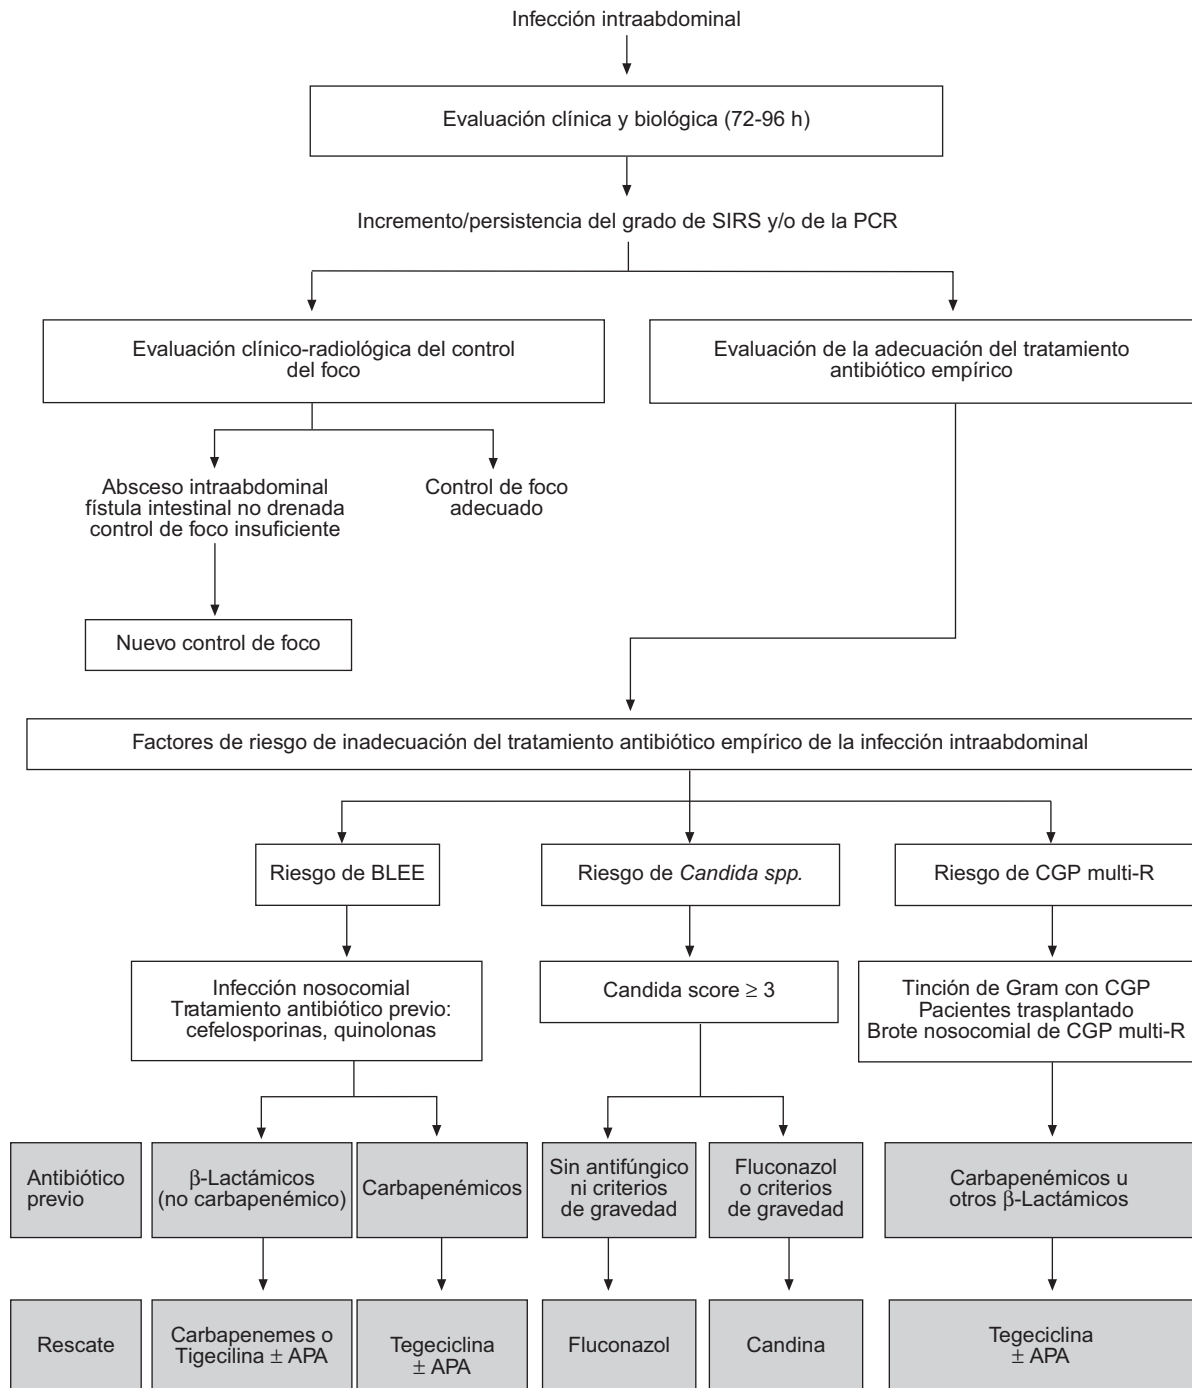 Infección intraabdominal
Evaluación clínica y biológica (72-96 h)
Incremento/persistencia del grado de SIRS y/o de la PCR
Evaluación clínico-radiológica del control
del foco
Evaluación de la adecuación del tratamiento
antibiótico empírico
Absceso intraabdominal
fístula intestinal no drenada
control de foco insuficiente
Control de foco
adecuado
Nuevo control de foco
Factores de riesgo de inadecuación del tratamiento antibiótico empírico de la infección intraabdominal
Riesgo de BLEE
Riesgo de Candida spp.
Riesgo de CGP multi-R
Infección nosocomial
Tratamiento antibiótico previo:
cefelosporinas, quinolonas
Candida score ≥ 3
Tinción de Gram con CGP
Pacientes trasplantado
Brote nosocomial de CGP multi-R
Antibiótico
previo
β-Lactámicos
(no carbapenémico)
Carbapenémicos
Sin antifúngico
ni criterios
de gravedad
Fluconazol
o criterios
de gravedad
Carbapenémicos u
otros β-Lactámicos
Rescate
Carbapenemes o
Tigecilina ± APA
Tegeciclina
± APA
Fluconazol
Candina
Tegeciclina
± APA